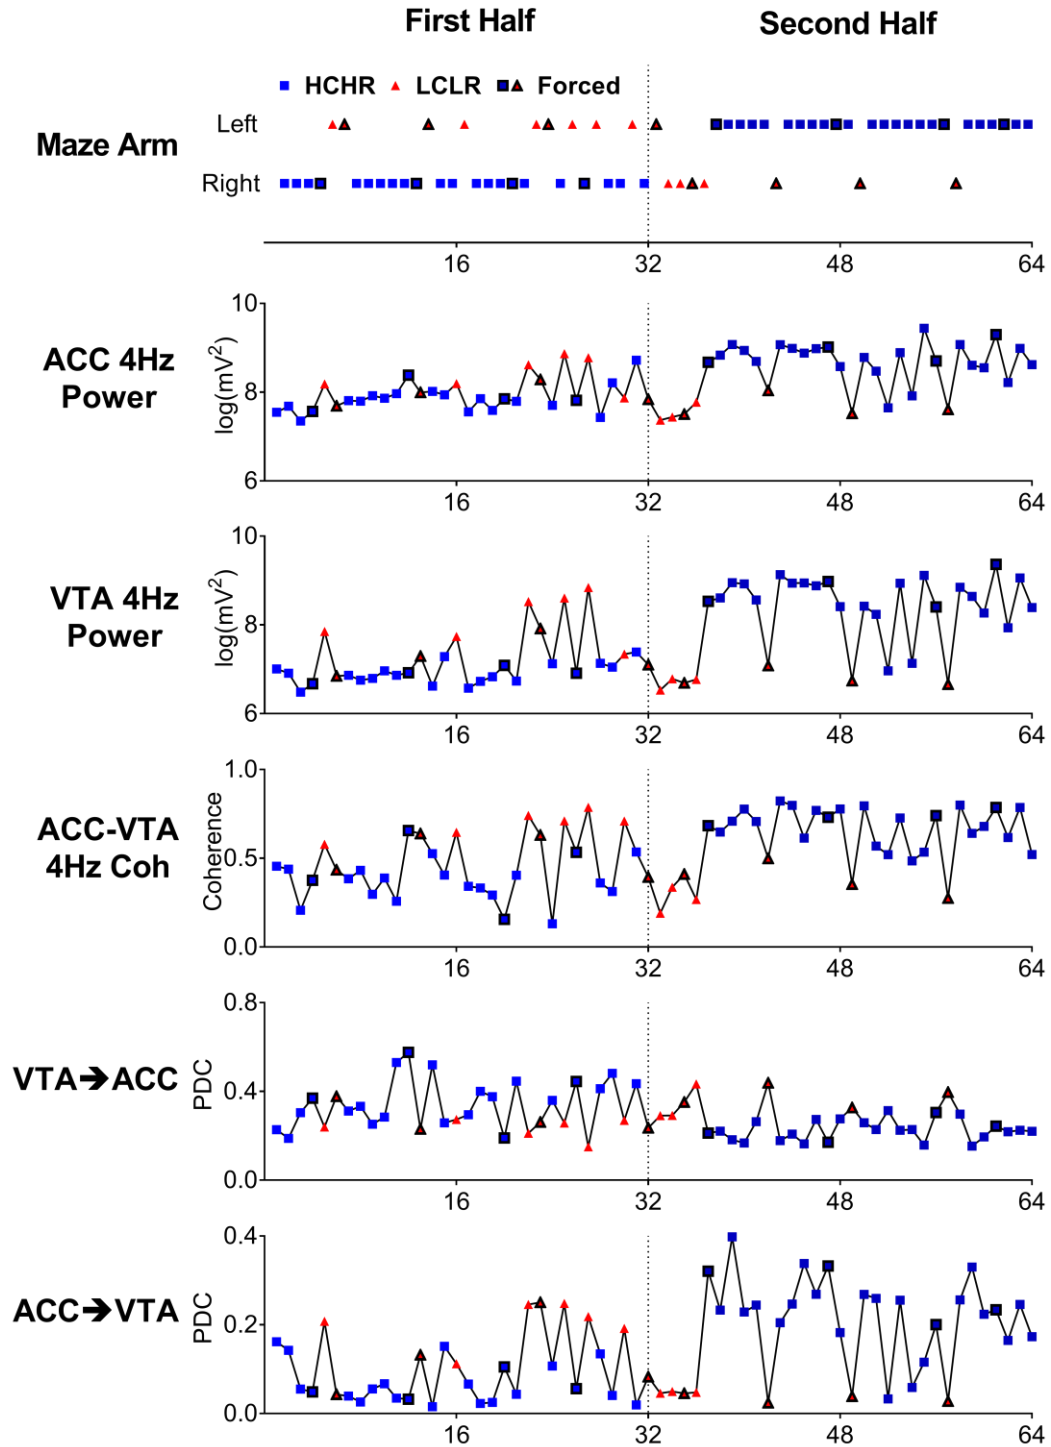 First Half Second Half
HCHR LCLR Forced
Maze Arm
Left
Right
16 32 48 64
ACC 4Hz
Power
log(mV²)
10
8
6
16 32 48 64
VTA 4Hz
Power
log(mV²)
10
8
6
16 32 48 64
ACC-VTA
4Hz Coh
Coherence
1.0
0.5
0.0
16 32 48 64
VTA➔ACC
PDC
0.8
0.4
0.0
16 32 48 64
ACC➔VTA
PDC
0.4
0.2
0.0
16 32 48 64